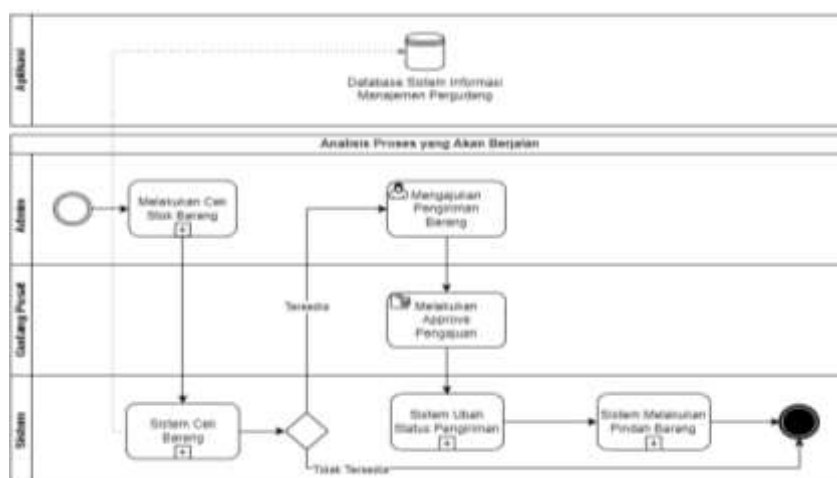 Aplikasi
Database Sistem Informasi
Manajemen Pergudang
Analisis Proses yang Akan Berjalan
Admin
Melakukan Cek
Stok Barang
Mengajukan
Pengiriman
Barang
Gudang Pusat
Tersedia
Melakukan
Approve
Pengajuan
Sistem
Sistem Cek
Barang
Sistem Ubah
Status Pengiriman
Sistem Melakukan
Pindah Barang
Tidak Tersedia